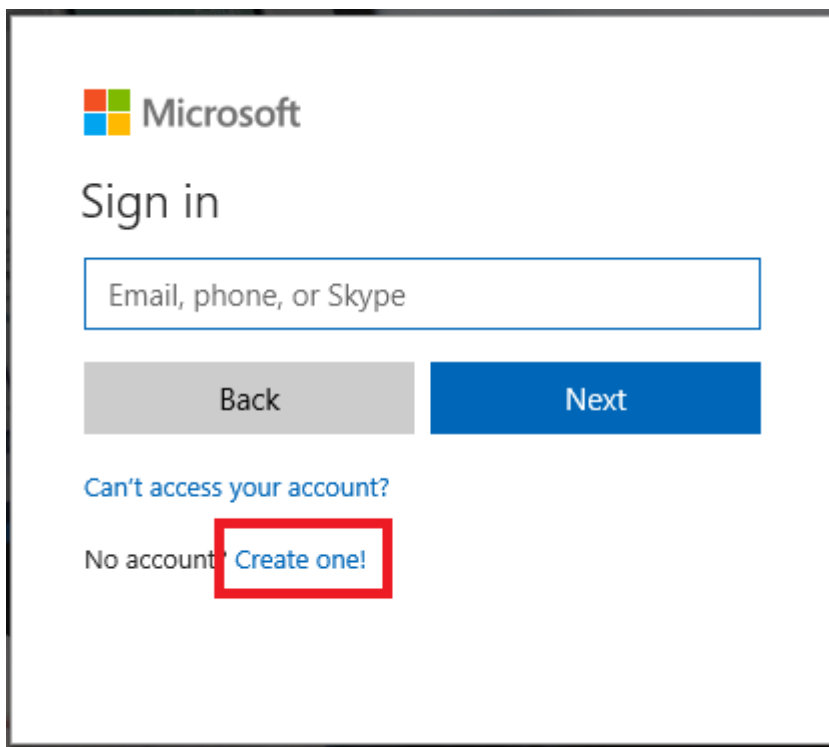 Microsoft
Sign in
Email, phone, or Skype
Back Next
Can't access your account?
No account? Create one!